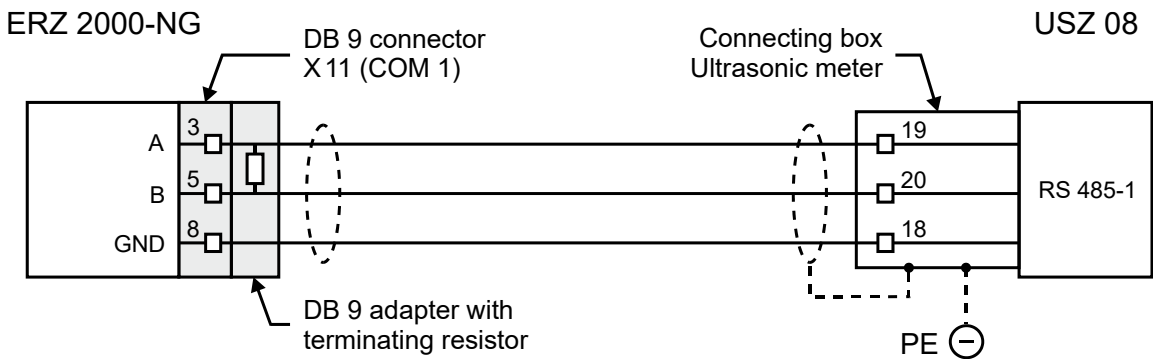 ERZ 2000-NG
USZ 08
DB 9 connector
X11 (COM 1)
Connecting box
Ultrasonic meter
A
3
19
B
5
20
RS 485-1
GND
8
18
DB 9 adapter with
terminating resistor
PE